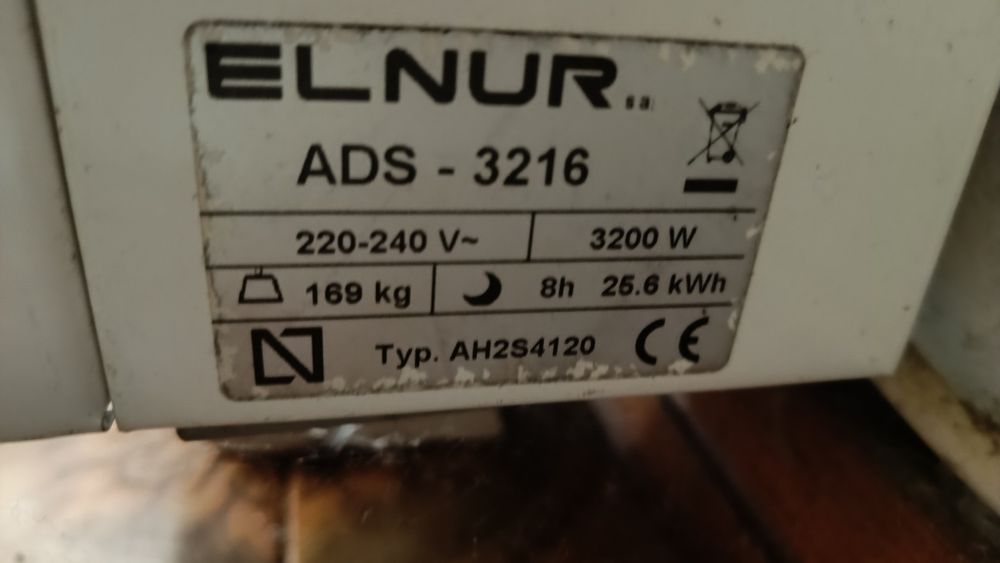 ELNUR s a
ADS - 3216
220-240 V~ 3200 W
169 kg 8h 25.6 kWh
N Typ. AH2S4120 CE